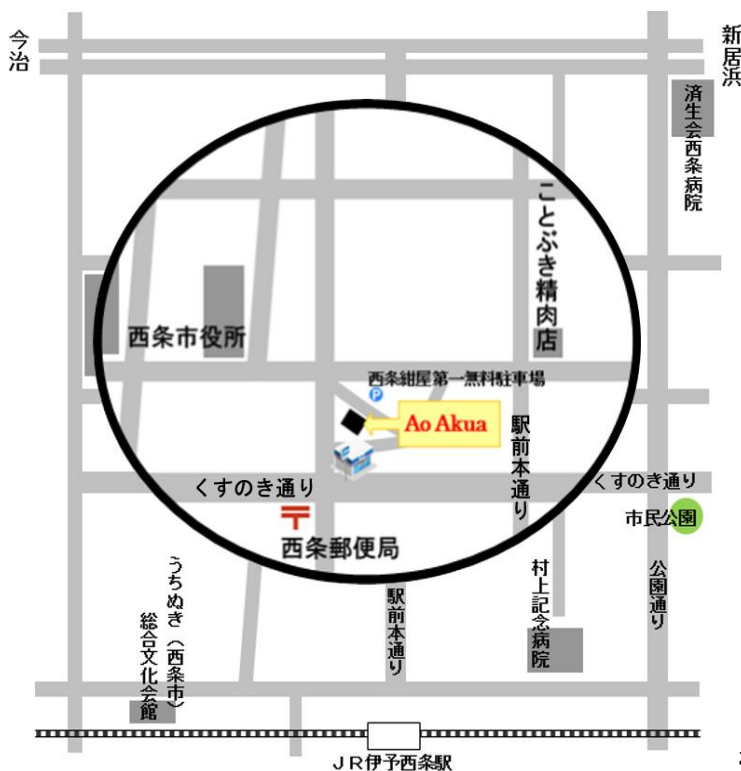 今治
新居浜
済生会西条病院
ことぶき精肉店
西条市役所
西条紺屋第一無料駐車場
P
Ao Akua
駅前本通り
くすのき通り
くすのき通り
〒
市民公園
西条郵便局
うちぬき（西条市）
総合文化会館
駅前本通り
村上記念病院
公園通り
ＪＲ伊予西条駅